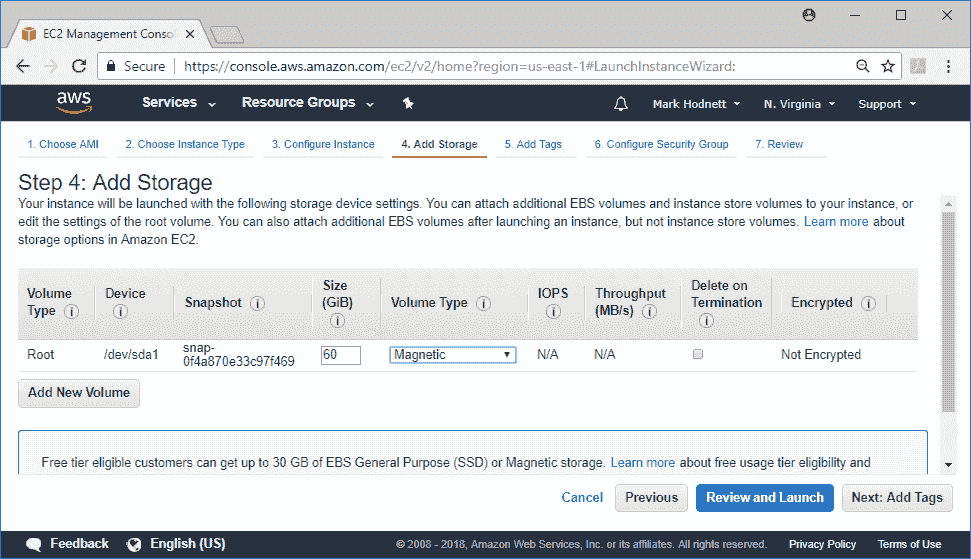 EC2 Management Conso
Secure
https://console.aws.amazon.com/ec2/v2/home?region=us-east-1#LaunchInstanceWizard:
aws Services Resource Groups Mark Hodnett N. Virginia Support
1. Choose AMI 2. Choose Instance Type 3. Configure Instance 4. Add Storage 5. Add Tags 6. Configure Security Group 7. Review
Step 4: Add Storage
Your instance will be launched with the following storage device settings. You can attach additional EBS volumes and instance store volumes to your instance, or
edit the settings of the root volume. You can also attach additional EBS volumes after launching an instance, but not instance store volumes. Learn more about
storage options in Amazon EC2.
Volume Type Device Snapshot Size (GiB) Volume Type IOPS Throughput (MB/s) Delete on Termination Encrypted
Root /dev/sda1 snap-0f4a870e33c97f469 60 Magnetic N/A N/A Not Encrypted
Add New Volume
Free tier eligible customers can get up to 30 GB of EBS General Purpose (SSD) or Magnetic storage. Learn more about free usage tier eligibility and
Cancel Previous Review and Launch Next: Add Tags
Feedback English (US) © 2008 - 2018, Amazon Web Services, Inc. or its affiliates. All rights reserved. Privacy Policy Terms of Use